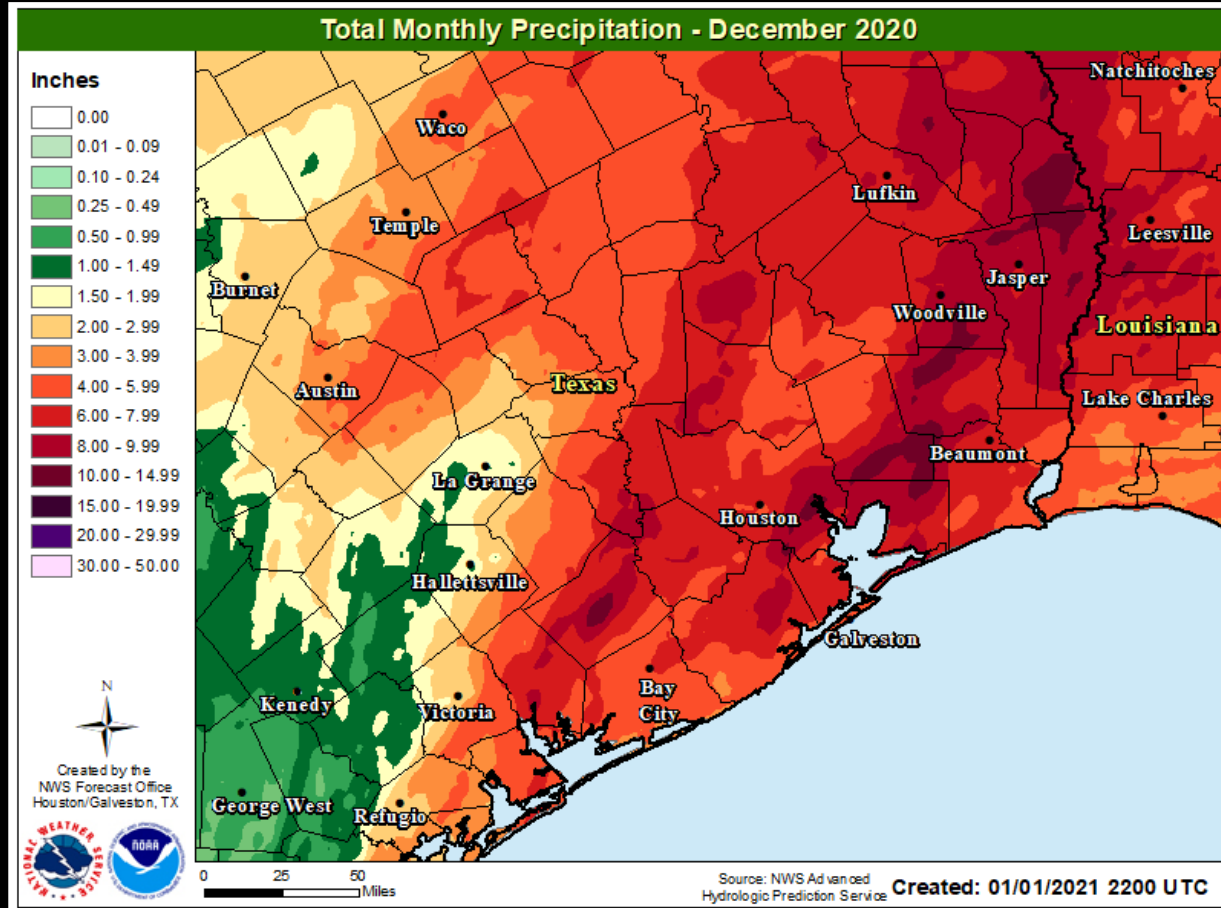 Total Monthly Precipitation - December 2020
Inches
0.00
0.01 - 0.09
0.10 - 0.24
0.25 - 0.49
0.50 - 0.99
1.00 - 1.49
1.50 - 1.99
2.00 - 2.99
3.00 - 3.99
4.00 - 5.99
6.00 - 7.99
8.00 - 9.99
10.00 - 14.99
15.00 - 19.99
20.00 - 29.99
30.00 - 50.00
Natchitoches
Waco
Lufkin
Temple
Leesville
Jasper
Burnet
Woodville
Louisiana
Texas
Austin
Lake Charles
Beaumont
La Grange
Houston
Hallettsville
Galveston
Bay
City
Kenedy
Victoria
George West
Refugio
N
Created by the
NWS Forecast Office
Houston/Galveston, TX
NATIONAL WEATHER SERVICE
NOAA
0 25 50
Miles
Source: NWS Advanced
Hydrologic Prediction Service
Created: 01/01/2021 2200 UTC